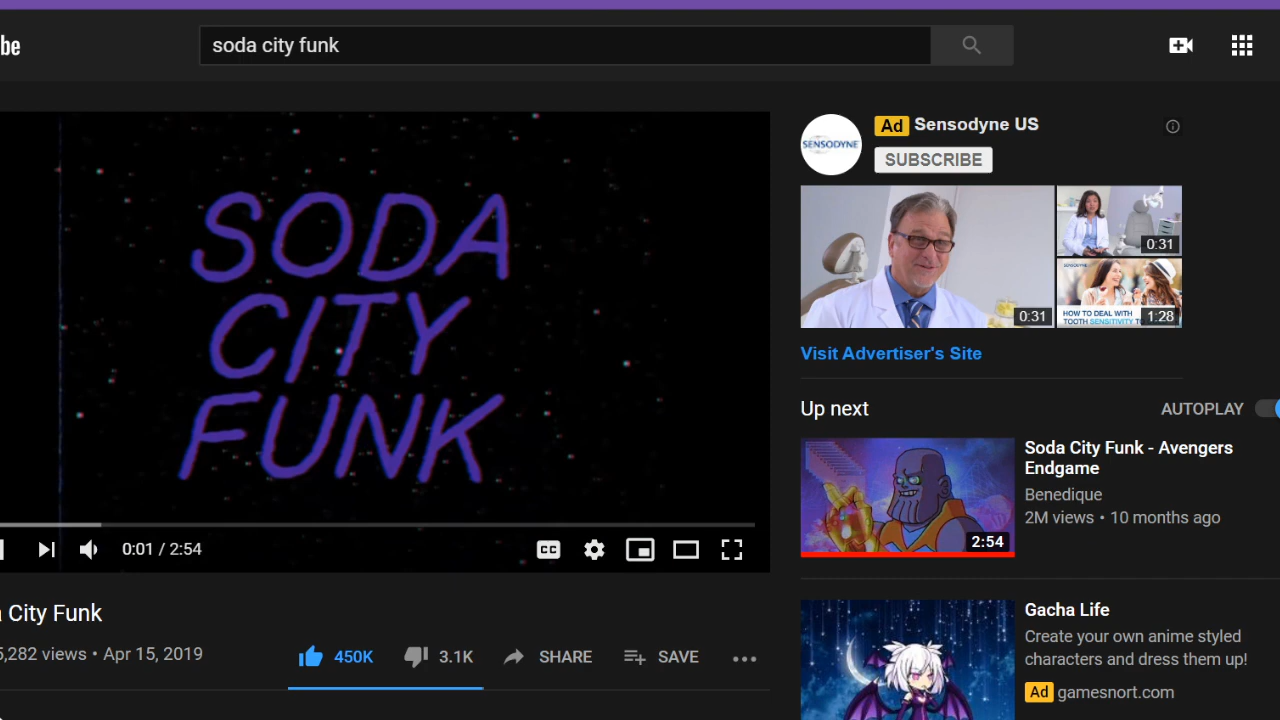 be
soda city funk
SODA
CITY
FUNK
0:01 / 2:54
CC
City Funk
5,282 views • Apr 15, 2019
450K
3.1K
SHARE
SAVE
Ad Sensodyne US
SENSODYNE
SUBSCRIBE
0:31
0:31
SENSODYNE
HOW TO DEAL WITH
TOOTH SENSITIVITY
1:28
Visit Advertiser's Site
Up next
AUTOPLAY
Soda City Funk - Avengers
Endgame
Benedique
2M views • 10 months ago
2:54
Gacha Life
Create your own anime styled
characters and dress them up!
Ad gamesnort.com